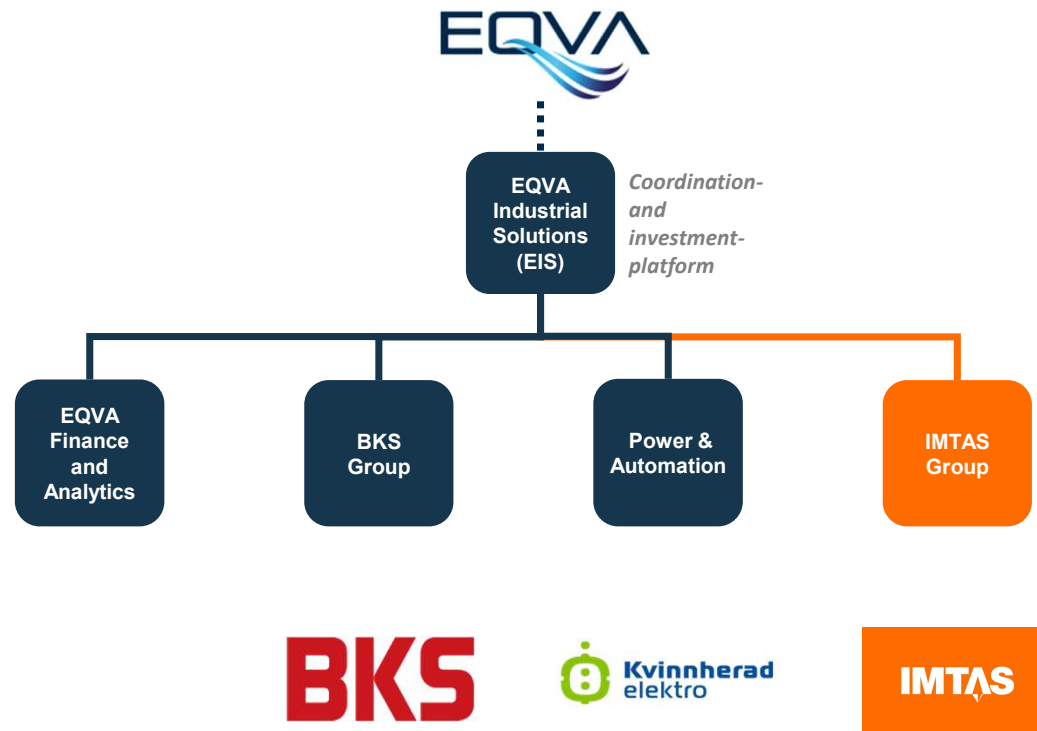 EQVA
EQVA
Industrial
Solutions
(EIS)
Coordination-
and
investment-
platform
EQVA
Finance
and
Analytics
BKS
Group
Power &
Automation
IMTAS
Group
BKS
Kvinnherad
elektro
IMTAS